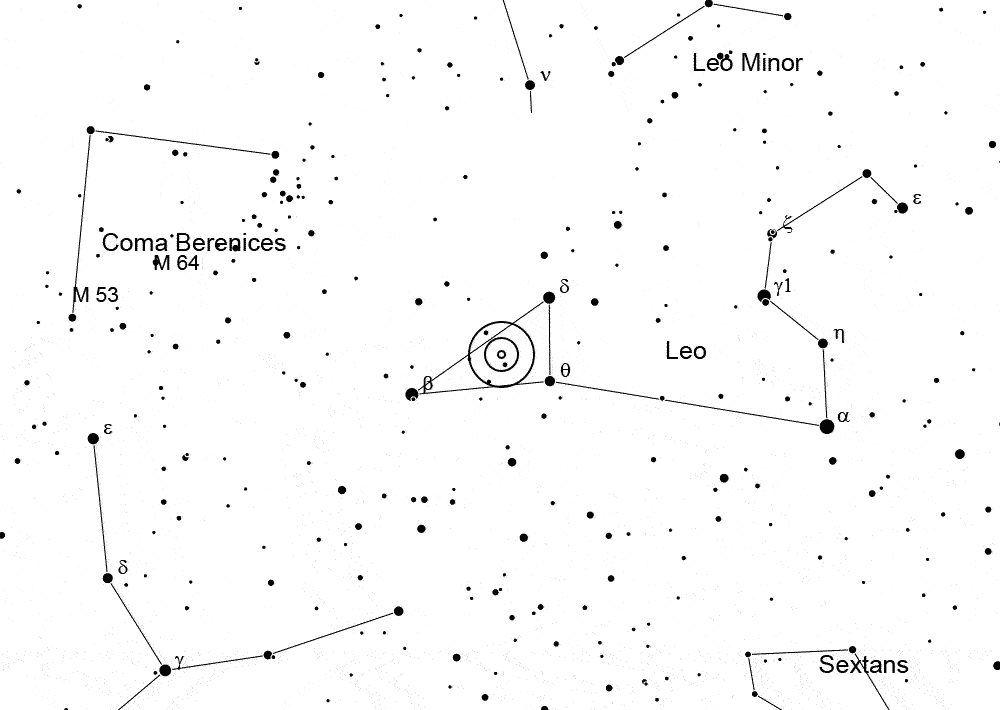 Leo Minor
ν
ε
ζ
Coma Berenices
M 64
M 53
δ
γ1
η
Leo
θ
β
α
ε
δ
γ
Sextans